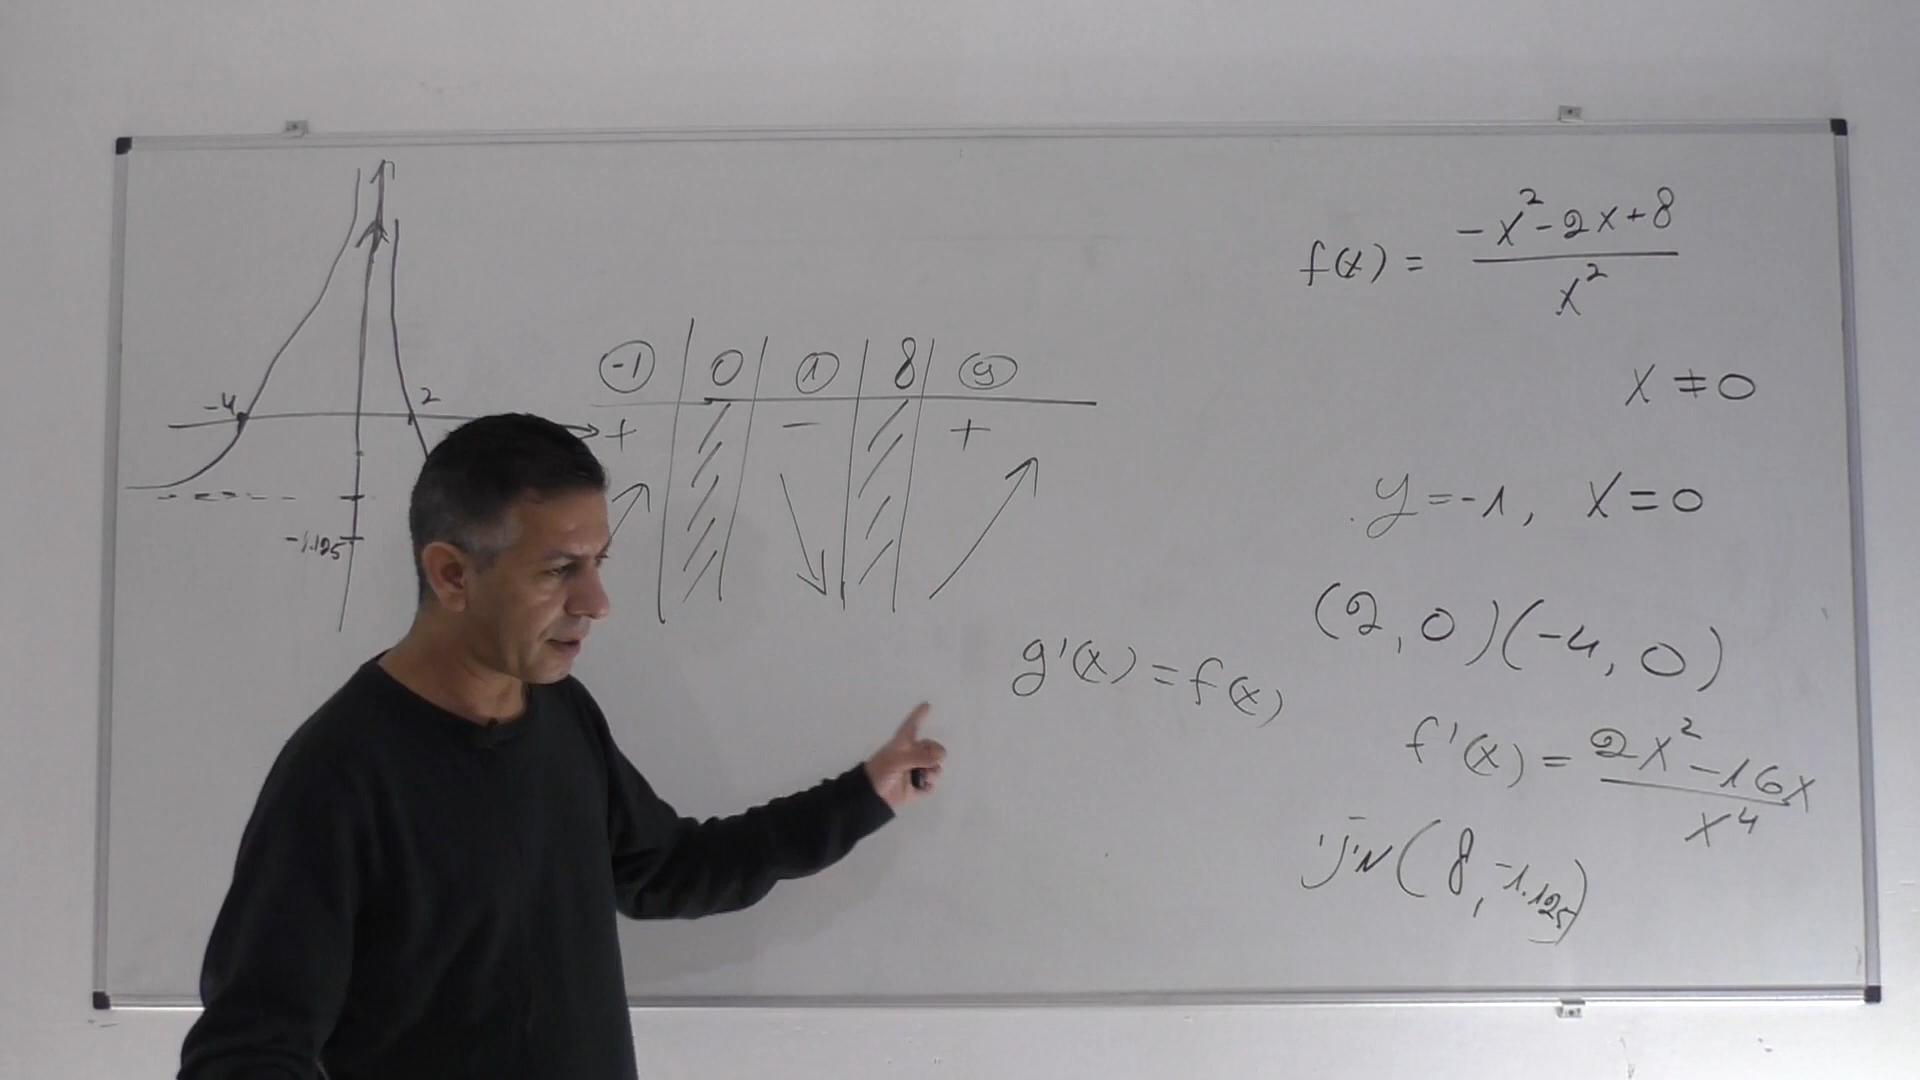 f(x) = (-x² - 2x + 8) / x²
x ≠ 0
y = -1, x = 0
(2, 0) (-4, 0)
g'(x) = f(x)
f'(x) = (2x² - 16x) / x⁴
מינ' (8, -1.125)
-1 | 0 | 1 | 8 | 9
+ - +
-4 2
-1.125